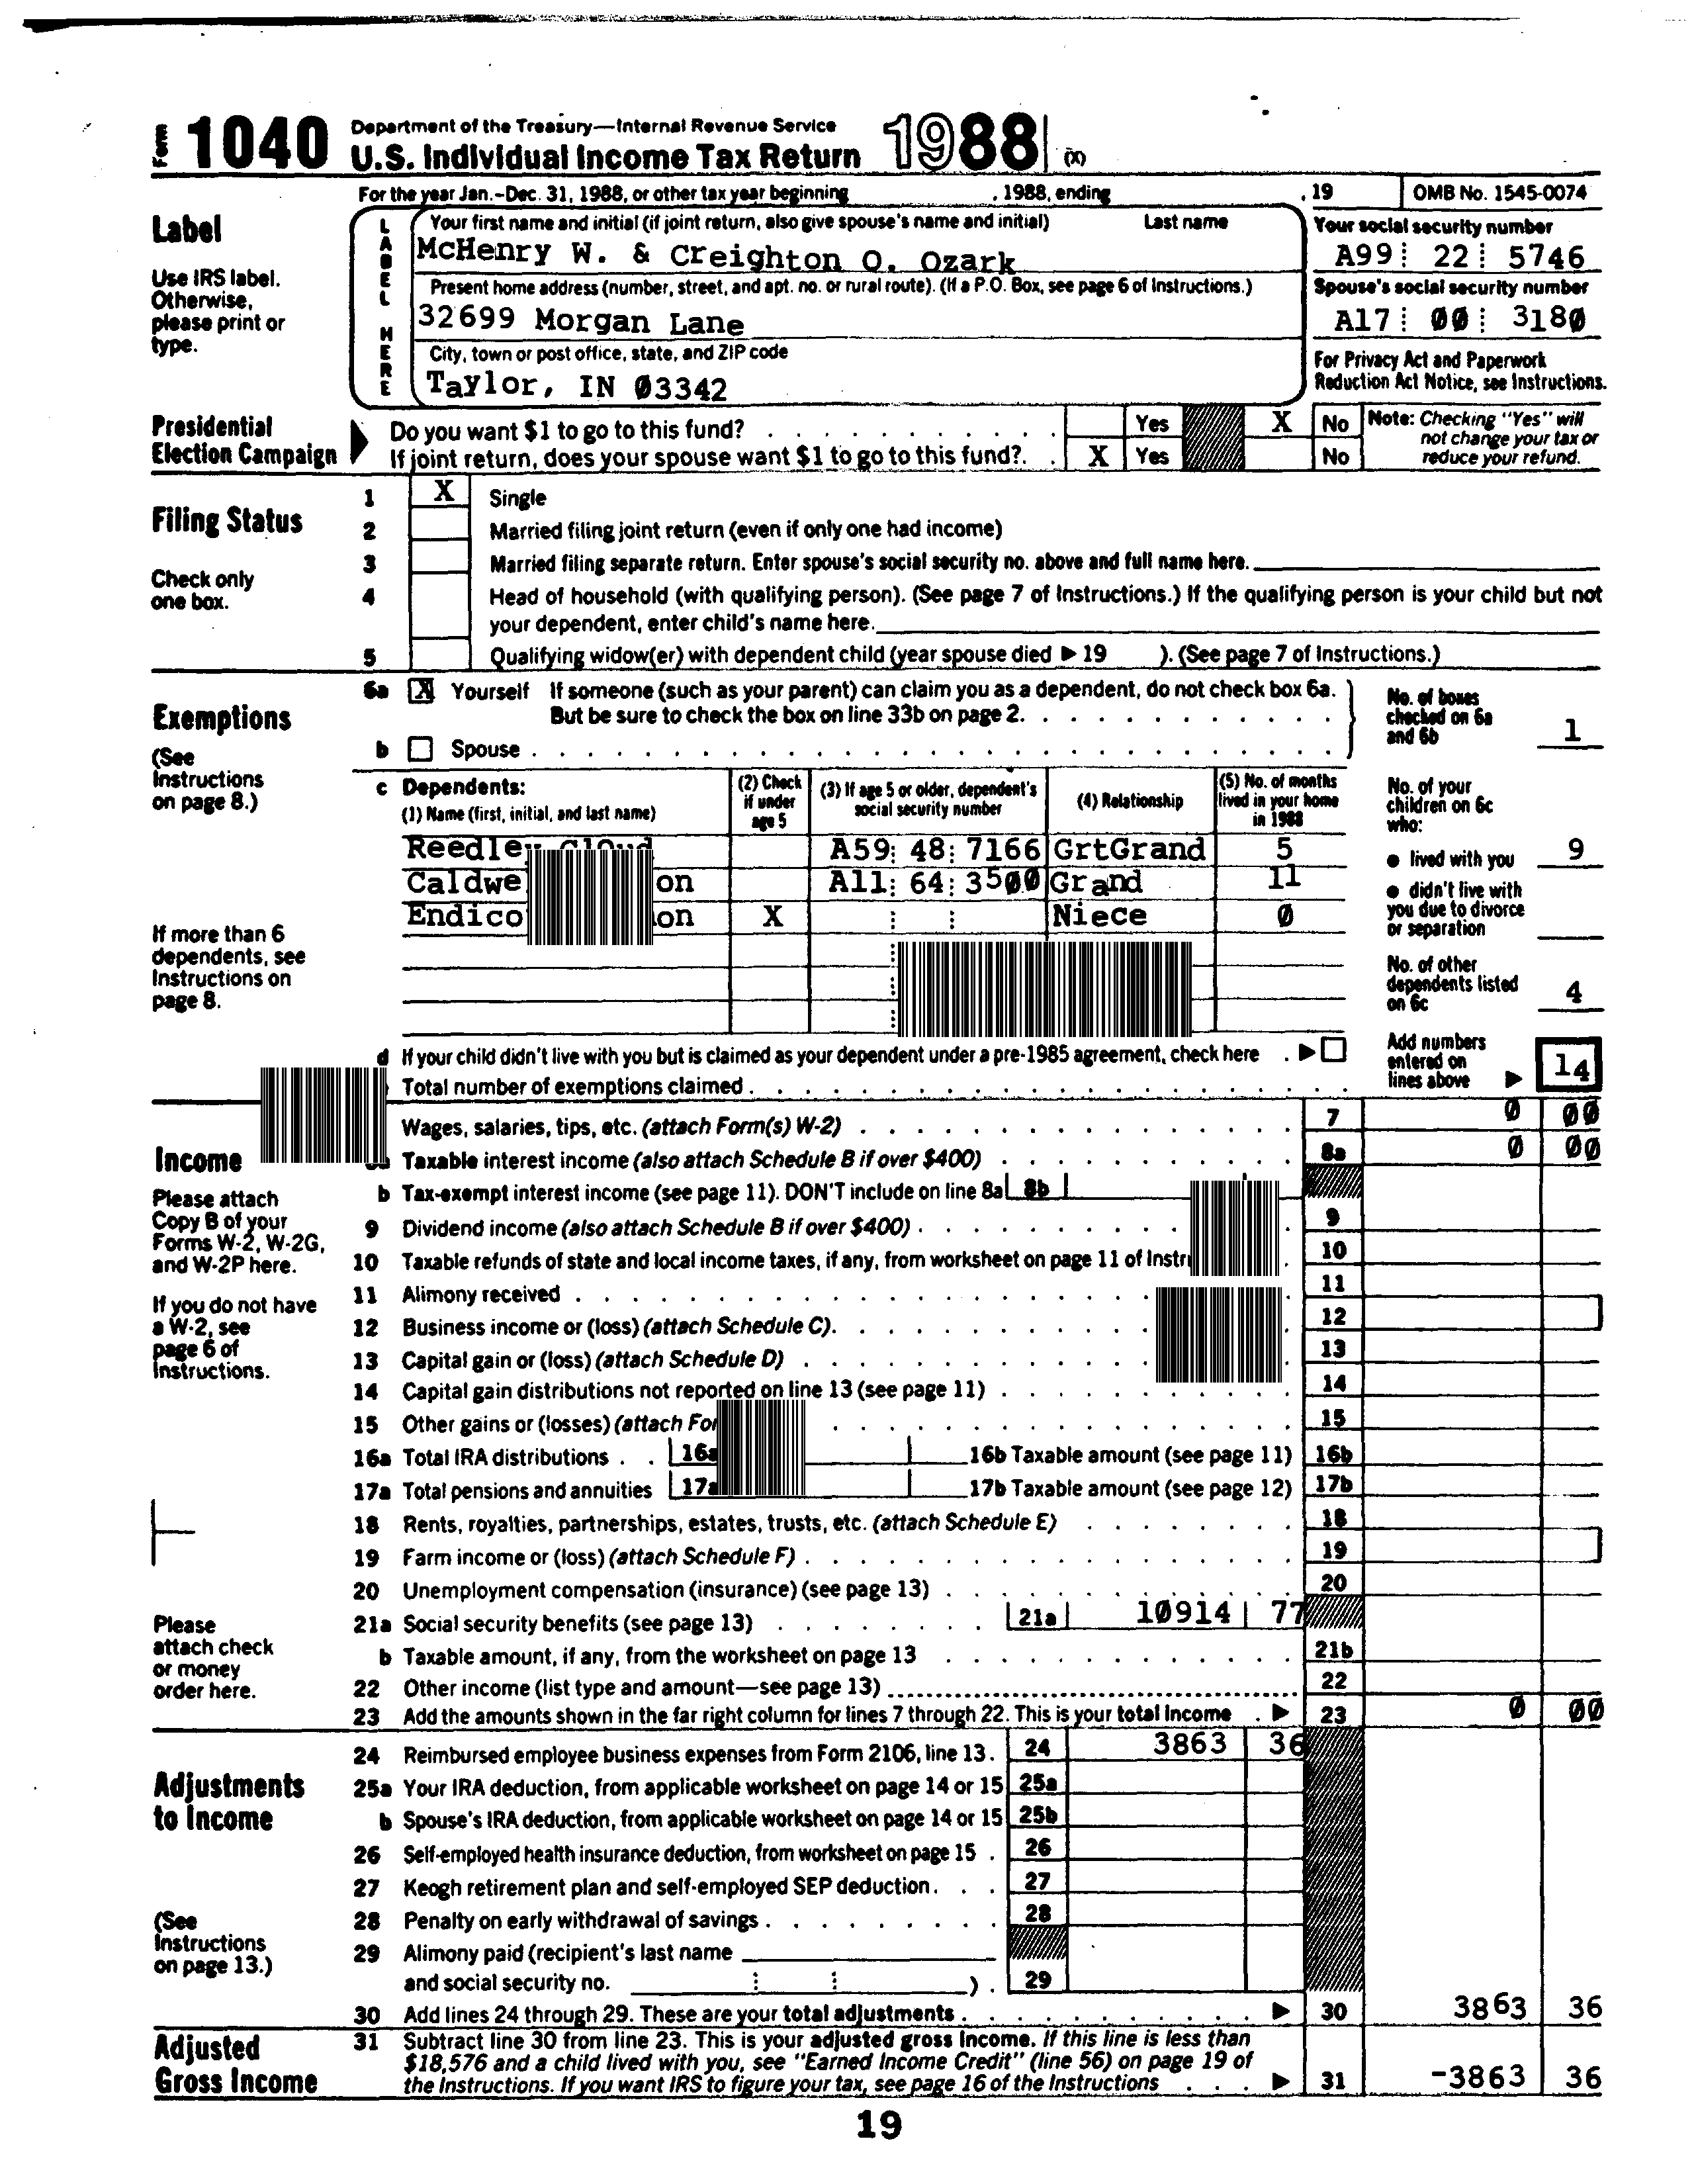 Form 1040 Department of the Treasury—Internal Revenue Service
U.S. Individual Income Tax Return 1988 (X)
For the year Jan.-Dec. 31, 1988, or other tax year beginning , 1988, ending , 19 OMB No. 1545-0074
Label
Use IRS label.
Otherwise,
please print or
type.
LABEL HERE
Your first name and initial (if joint return, also give spouse's name and initial) Last name
McHenry W. & Creighton O. Ozark
Present home address (number, street, and apt. no. or rural route). (If a P.O. Box, see page 6 of Instructions.)
32699 Morgan Lane
City, town or post office, state, and ZIP code
Taylor, IN 03342
Your social security number
A99 22 5746
Spouse's social security number
A17 00 3180
For Privacy Act and Paperwork
Reduction Act Notice, see Instructions.
Presidential
Election Campaign
Do you want $1 to go to this fund? Yes X No
If joint return, does your spouse want $1 to go to this fund? X Yes No
Note: Checking "Yes" will
not change your tax or
reduce your refund.
Filing Status
Check only
one box.
1 X Single
2 Married filing joint return (even if only one had income)
3 Married filing separate return. Enter spouse's social security no. above and full name here.
4 Head of household (with qualifying person). (See page 7 of Instructions.) If the qualifying person is your child but not
your dependent, enter child's name here.
5 Qualifying widow(er) with dependent child (year spouse died ▶ 19 ). (See page 7 of Instructions.)
Exemptions
(See
Instructions
on page 8.)
If more than 6
dependents, see
Instructions on
page 8.
6a X Yourself If someone (such as your parent) can claim you as a dependent, do not check box 6a.
But be sure to check the box on line 33b on page 2.
b Spouse
No. of boxes
checked on 6a
and 6b 1
c Dependents:
(1) Name (first, initial, and last name)
(2) Check
if under
age 5
(3) If age 5 or older, dependent's
social security number
(4) Relationship
(5) No. of months
lived in your home
in 1988
Reedley Cloud A59 48 7166 GrtGrand 5
Caldwe on A11 64 3500 Grand 11
Endico on X Niece 0
No. of your
children on 6c
who:
● lived with you 9
● didn't live with
you due to divorce
or separation
No. of other
dependents listed
on 6c 4
d If your child didn't live with you but is claimed as your dependent under a pre-1985 agreement, check here ▶
Total number of exemptions claimed
Add numbers
entered on
lines above ▶ 14
Income
Please attach
Copy B of your
Forms W-2, W-2G,
and W-2P here.
If you do not have
a W-2, see
page 6 of
Instructions.
Please
attach check
or money
order here.
Wages, salaries, tips, etc. (attach Form(s) W-2) 7 0 00
Taxable interest income (also attach Schedule B if over $400) 8a 0 00
b Tax-exempt interest income (see page 11). DON'T include on line 8a 8b
9 Dividend income (also attach Schedule B if over $400) 9
10 Taxable refunds of state and local income taxes, if any, from worksheet on page 11 of Instr 10
11 Alimony received 11
12 Business income or (loss) (attach Schedule C) 12
13 Capital gain or (loss) (attach Schedule D) 13
14 Capital gain distributions not reported on line 13 (see page 11) 14
15 Other gains or (losses) (attach For 15
16a Total IRA distributions 16a 16b Taxable amount (see page 11) 16b
17a Total pensions and annuities 17a 17b Taxable amount (see page 12) 17b
18 Rents, royalties, partnerships, estates, trusts, etc. (attach Schedule E) 18
19 Farm income or (loss) (attach Schedule F) 19
20 Unemployment compensation (insurance) (see page 13) 20
21a Social security benefits (see page 13) 21a 10914 77
b Taxable amount, if any, from the worksheet on page 13 21b
22 Other income (list type and amount—see page 13) 22
23 Add the amounts shown in the far right column for lines 7 through 22. This is your total income ▶ 23 0 00
Adjustments
to Income
(See
Instructions
on page 13.)
24 Reimbursed employee business expenses from Form 2106, line 13. 24 3863 36
25a Your IRA deduction, from applicable worksheet on page 14 or 15 25a
b Spouse's IRA deduction, from applicable worksheet on page 14 or 15 25b
26 Self-employed health insurance deduction, from worksheet on page 15 26
27 Keogh retirement plan and self-employed SEP deduction 27
28 Penalty on early withdrawal of savings 28
29 Alimony paid (recipient's last name
and social security no. ) 29
30 Add lines 24 through 29. These are your total adjustments ▶ 30 3863 36
Adjusted
Gross Income
31 Subtract line 30 from line 23. This is your adjusted gross income. If this line is less than
$18,576 and a child lived with you, see "Earned Income Credit" (line 56) on page 19 of
the Instructions. If you want IRS to figure your tax, see page 16 of the Instructions ▶ 31 -3863 36
19